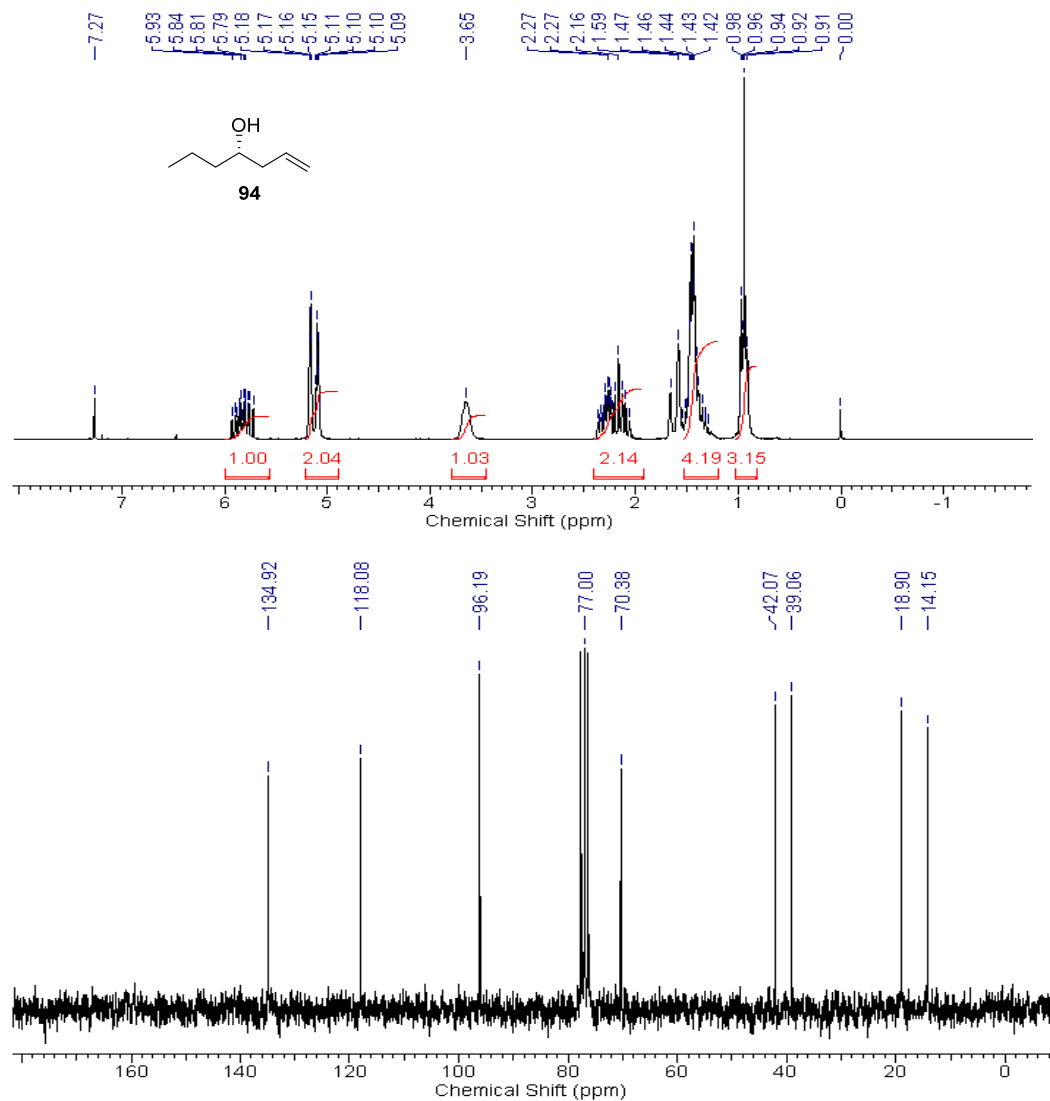 7.27 5.93 5.84 5.81 5.79 5.18 5.17 5.16 5.15 5.11 5.10 5.10 5.09 3.65 2.27 2.27 2.16 1.59 1.47 1.46 1.44 1.43 1.42 0.98 0.96 0.94 0.92 0.91 0.00
OH
94
1.00 2.04 1.03 2.14 4.19 3.15
7 6 5 4 3 2 1 0 -1
Chemical Shift (ppm)
134.92 118.08 96.19 77.00 70.38 42.07 39.06 18.90 14.15
160 140 120 100 80 60 40 20 0
Chemical Shift (ppm)